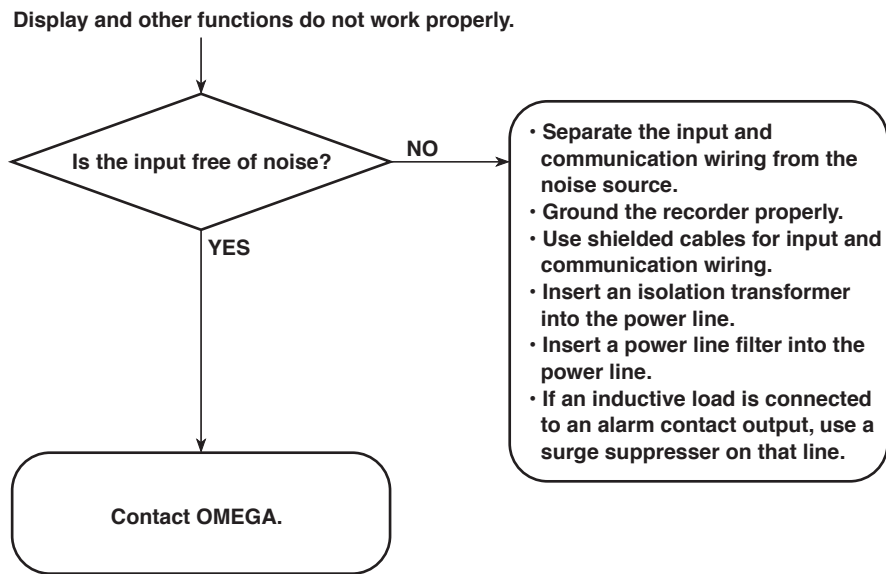 Display and other functions do not work properly.
Is the input free of noise?
NO
YES
• Separate the input and
communication wiring from the
noise source.
• Ground the recorder properly.
• Use shielded cables for input and
communication wiring.
• Insert an isolation transformer
into the power line.
• Insert a power line filter into the
power line.
• If an inductive load is connected
to an alarm contact output, use a
surge suppresser on that line.
Contact OMEGA.